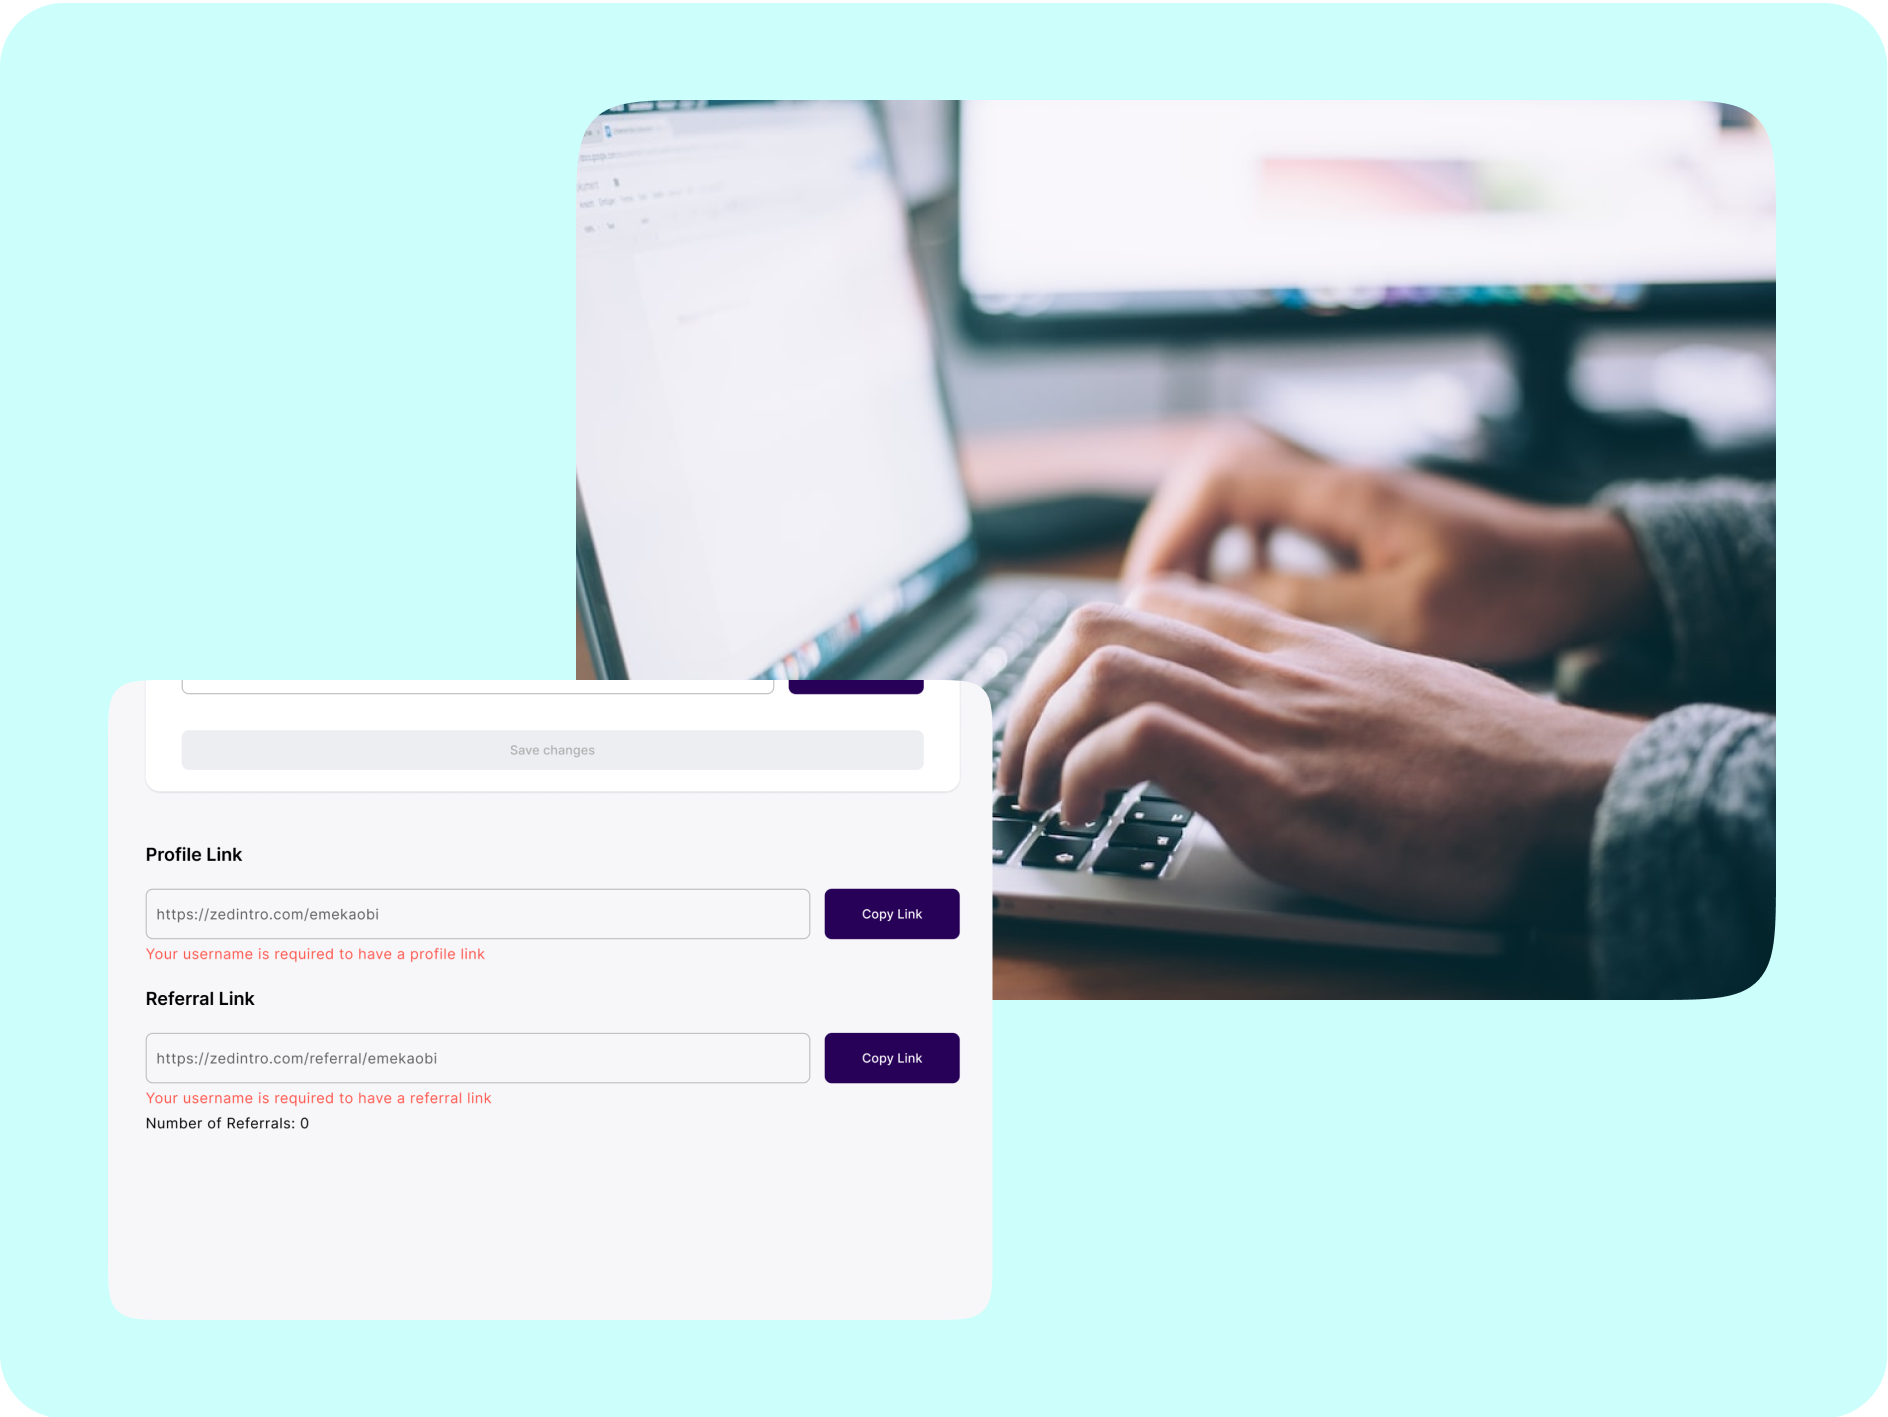 Save changes
Profile Link
https://zedintro.com/emekaobi
Copy Link
Your username is required to have a profile link
Referral Link
https://zedintro.com/referral/emekaobi
Copy Link
Your username is required to have a referral link
Number of Referrals: 0